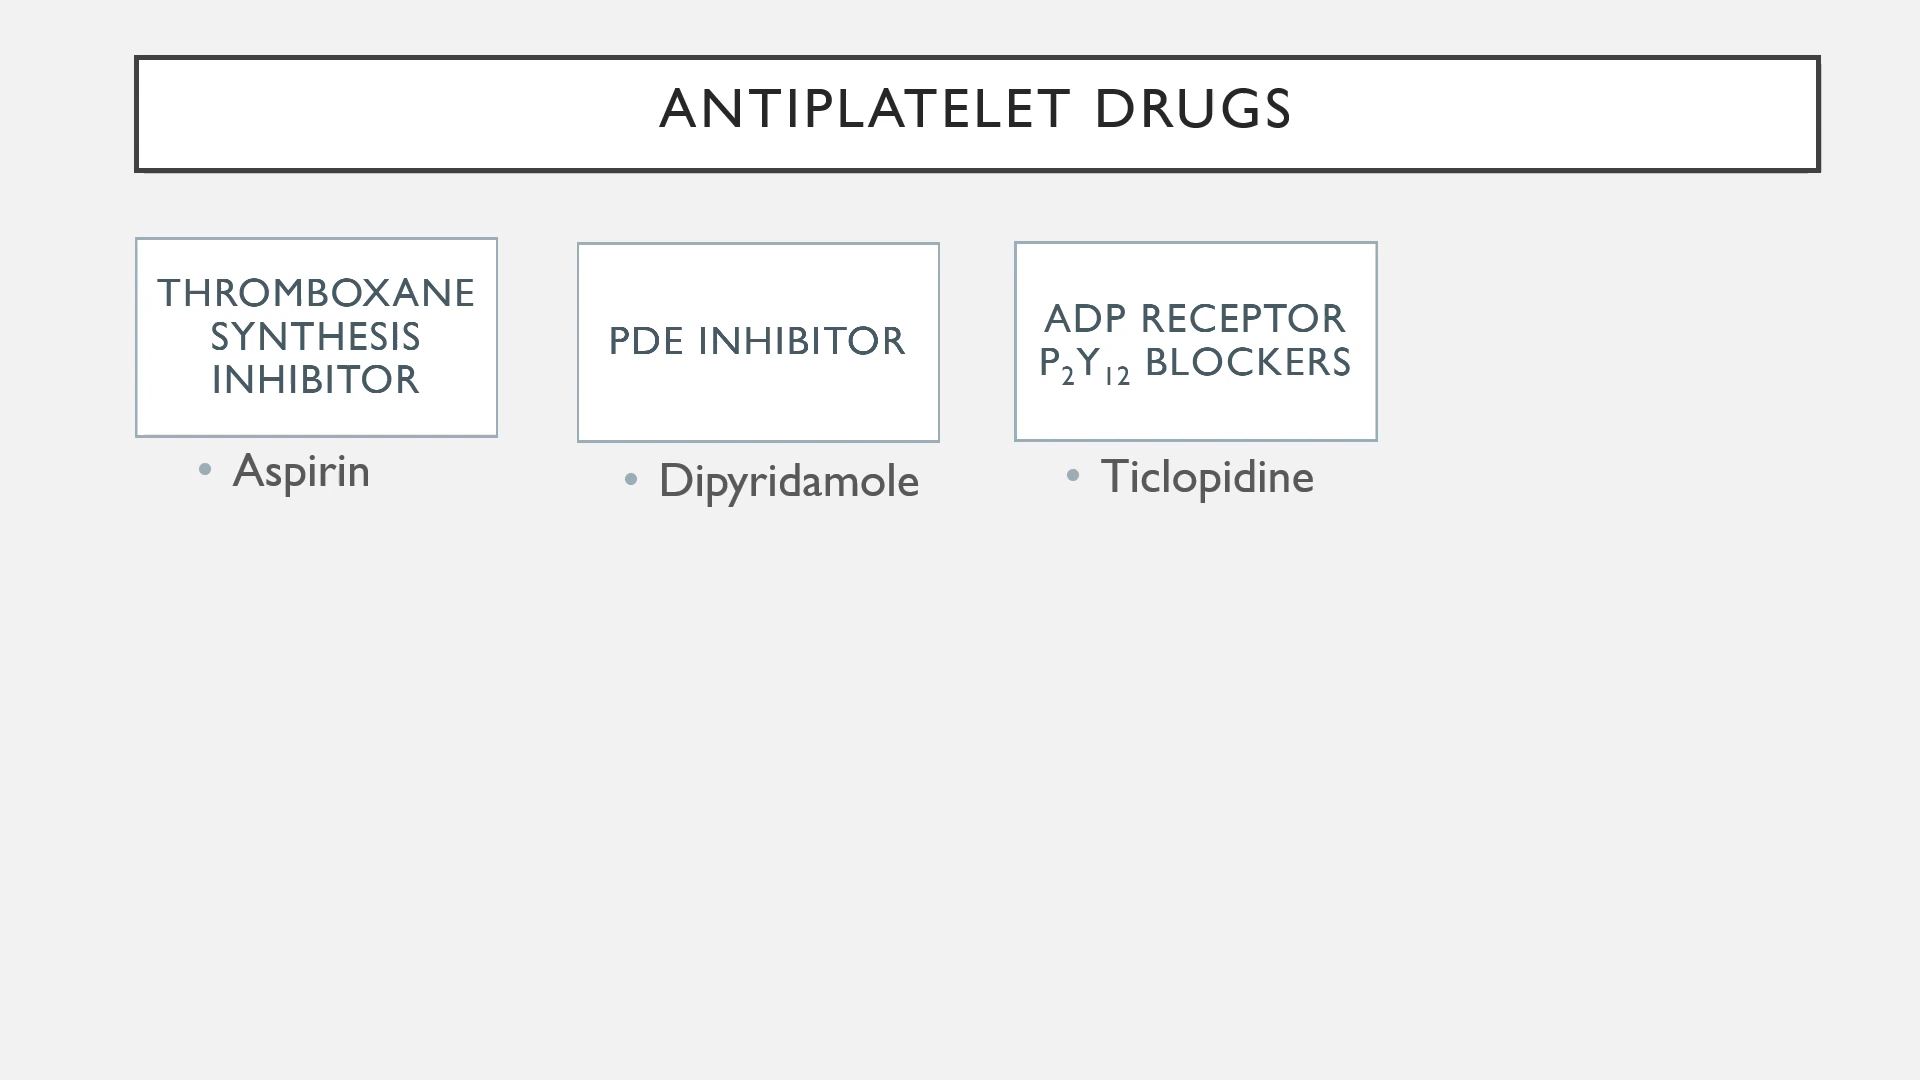 ANTIPLATELET DRUGS
THROMBOXANE
SYNTHESIS
INHIBITOR
• Aspirin
PDE INHIBITOR
• Dipyridamole
ADP RECEPTOR
P₂Y₁₂ BLOCKERS
• Ticlopidine